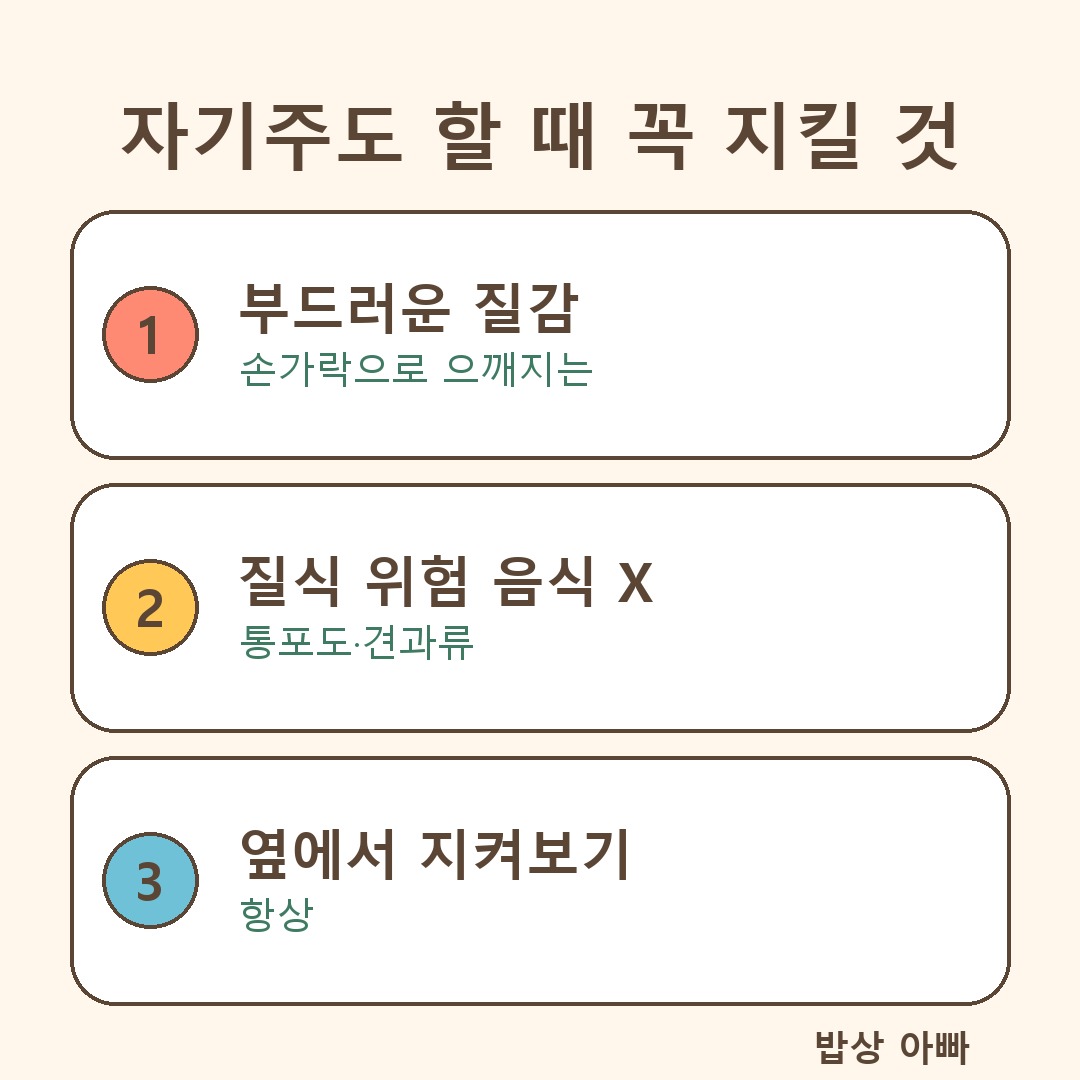 자기주도 할 때 꼭 지킬 것
1
부드러운 질감
손가락으로 으깨지는
2
질식 위험 음식 X
통포도·견과류
3
옆에서 지켜보기
항상
밥상 아빠